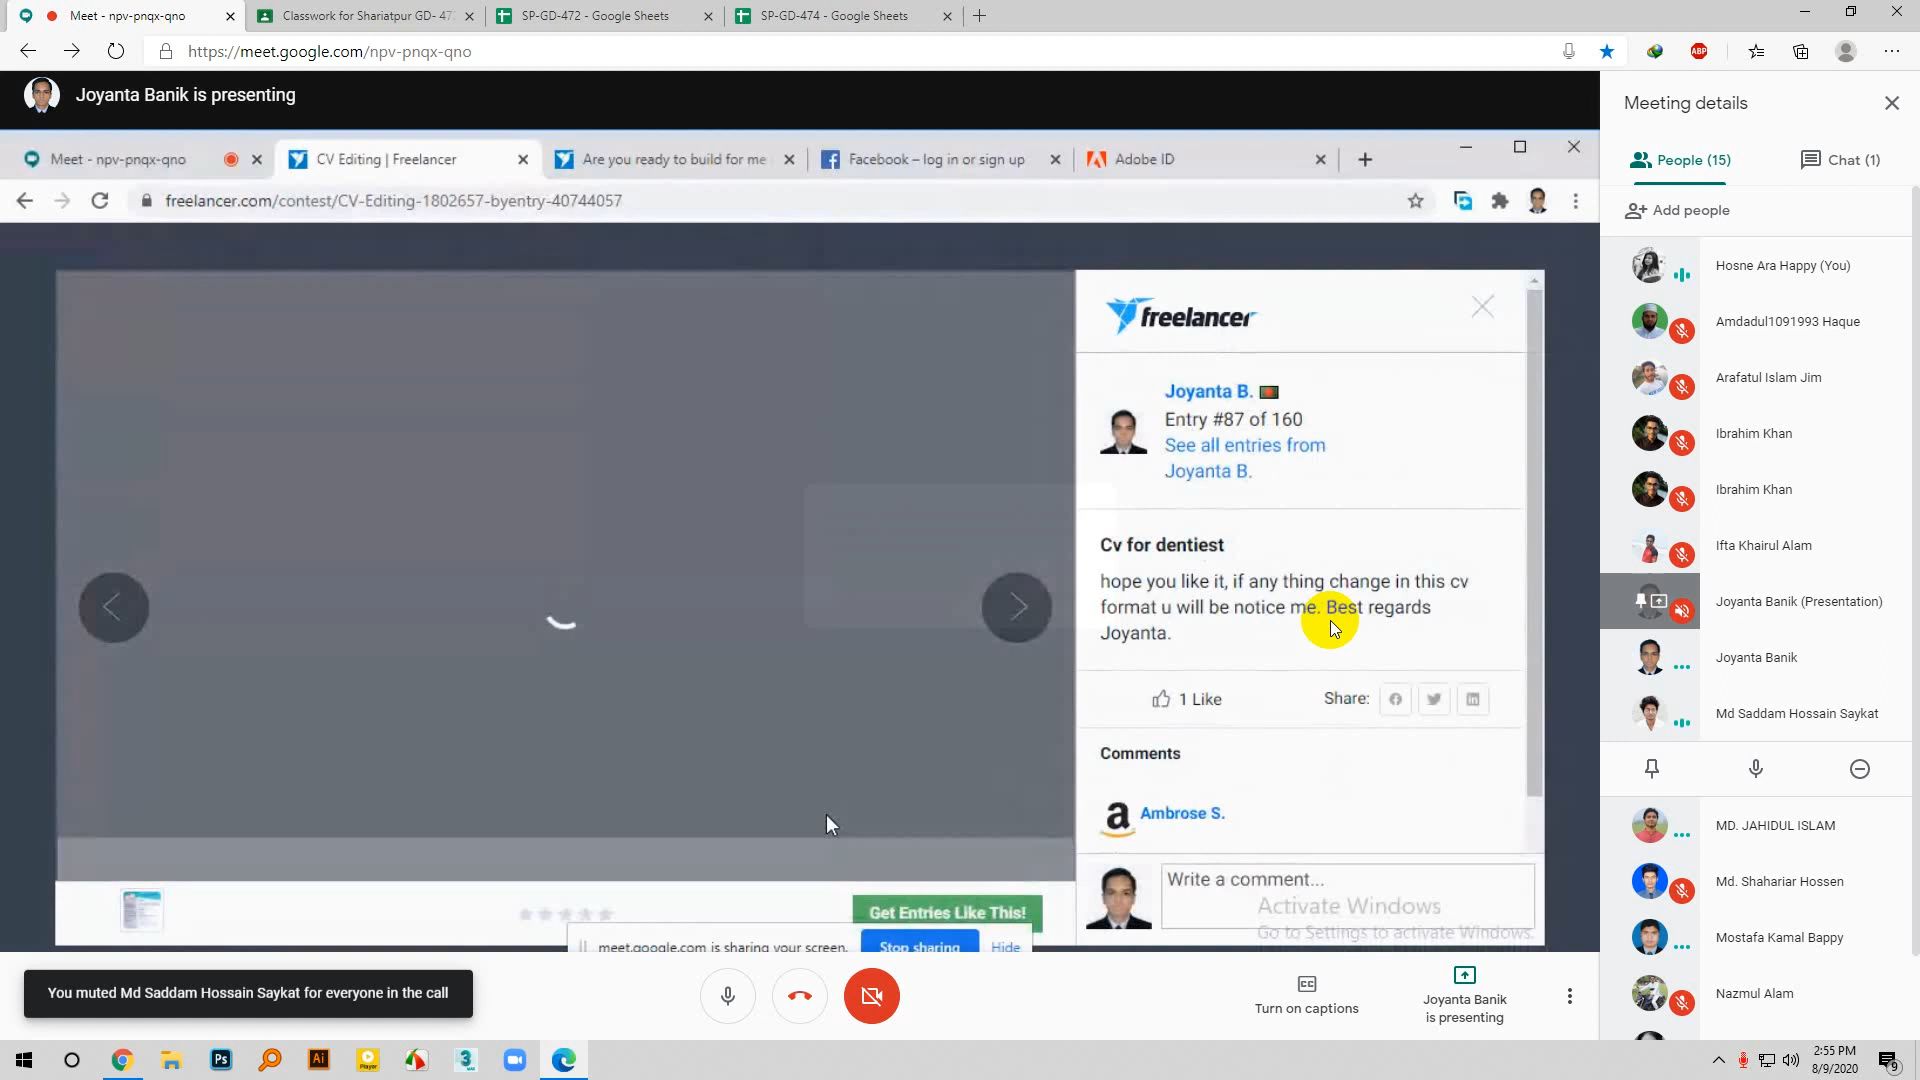 Meet - npv-pnqx-qno
Classwork for Shariatpur GD- 47
SP-GD-472 - Google Sheets
SP-GD-474 - Google Sheets
https://meet.google.com/npv-pnqx-qno
ABP
Joyanta Banik is presenting
Meet - npv-pnqx-qno
CV Editing | Freelancer
Are you ready to build for me
Facebook – log in or sign up
Adobe ID
freelancer.com/contest/CV-Editing-1802657-byentry-40744057
freelancer
Joyanta B.
Entry #87 of 160
See all entries from
Joyanta B.
Cv for dentiest
hope you like it, if any thing change in this cv
format u will be notice me. Best regards
Joyanta.
1 Like
Share:
Comments
a
Ambrose S.
Write a comment...
Activate Windows
Go to Settings to activate Windows.
Get Entries Like This!
meet.google.com is sharing your screen.
Stop sharing
Hide
Meeting details
People (15)
Chat (1)
Add people
Hosne Ara Happy (You)
Amdadul1091993 Haque
Arafatul Islam Jim
Ibrahim Khan
Ibrahim Khan
Ifta Khairul Alam
Joyanta Banik (Presentation)
Joyanta Banik
Md Saddam Hossain Saykat
MD. JAHIDUL ISLAM
Md. Shahariar Hossen
Mostafa Kamal Bappy
Nazmul Alam
You muted Md Saddam Hossain Saykat for everyone in the call
Turn on captions
Joyanta Banik
is presenting
Ps
Ai
Player
3
2:55 PM
8/9/2020
9